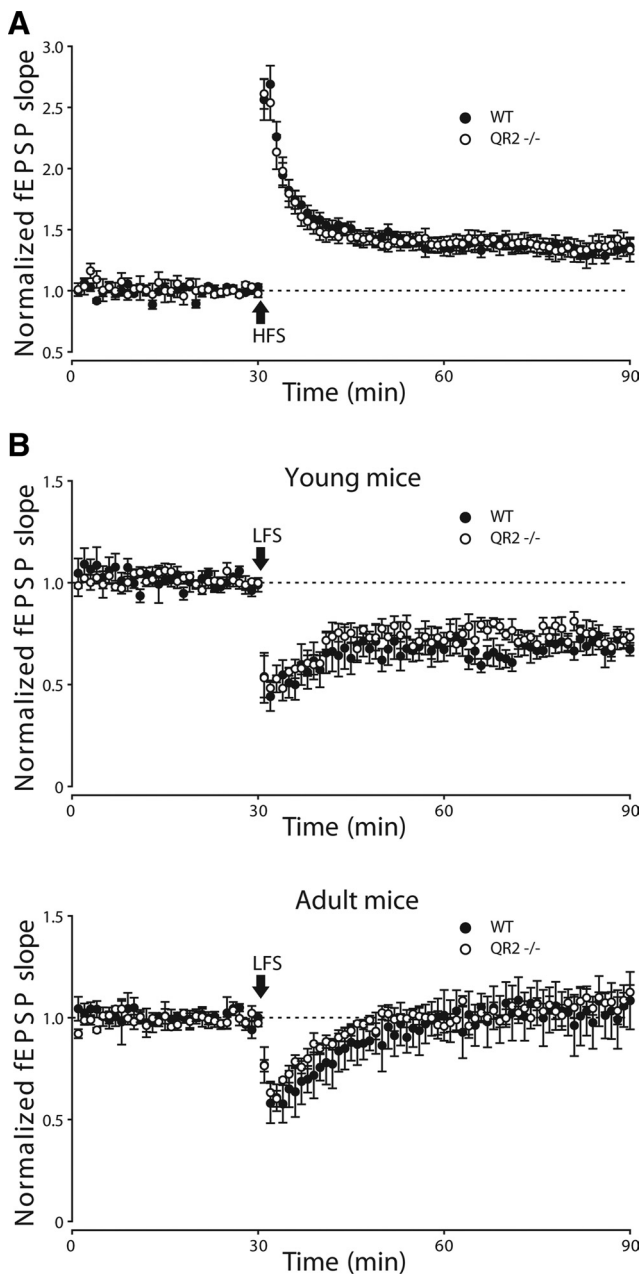 A
Normalized fEPSP slope
3.0
2.5
2.0
1.5
1.0
0.5
WT
QR2 -/-
HFS
0
30
60
90
Time (min)
B
Young mice
Normalized fEPSP slope
1.5
1.0
0.5
0
LFS
WT
QR2 -/-
0
30
60
90
Time (min)
Adult mice
Normalized fEPSP slope
1.5
1.0
0.5
0
LFS
WT
QR2 -/-
0
30
60
90
Time (min)